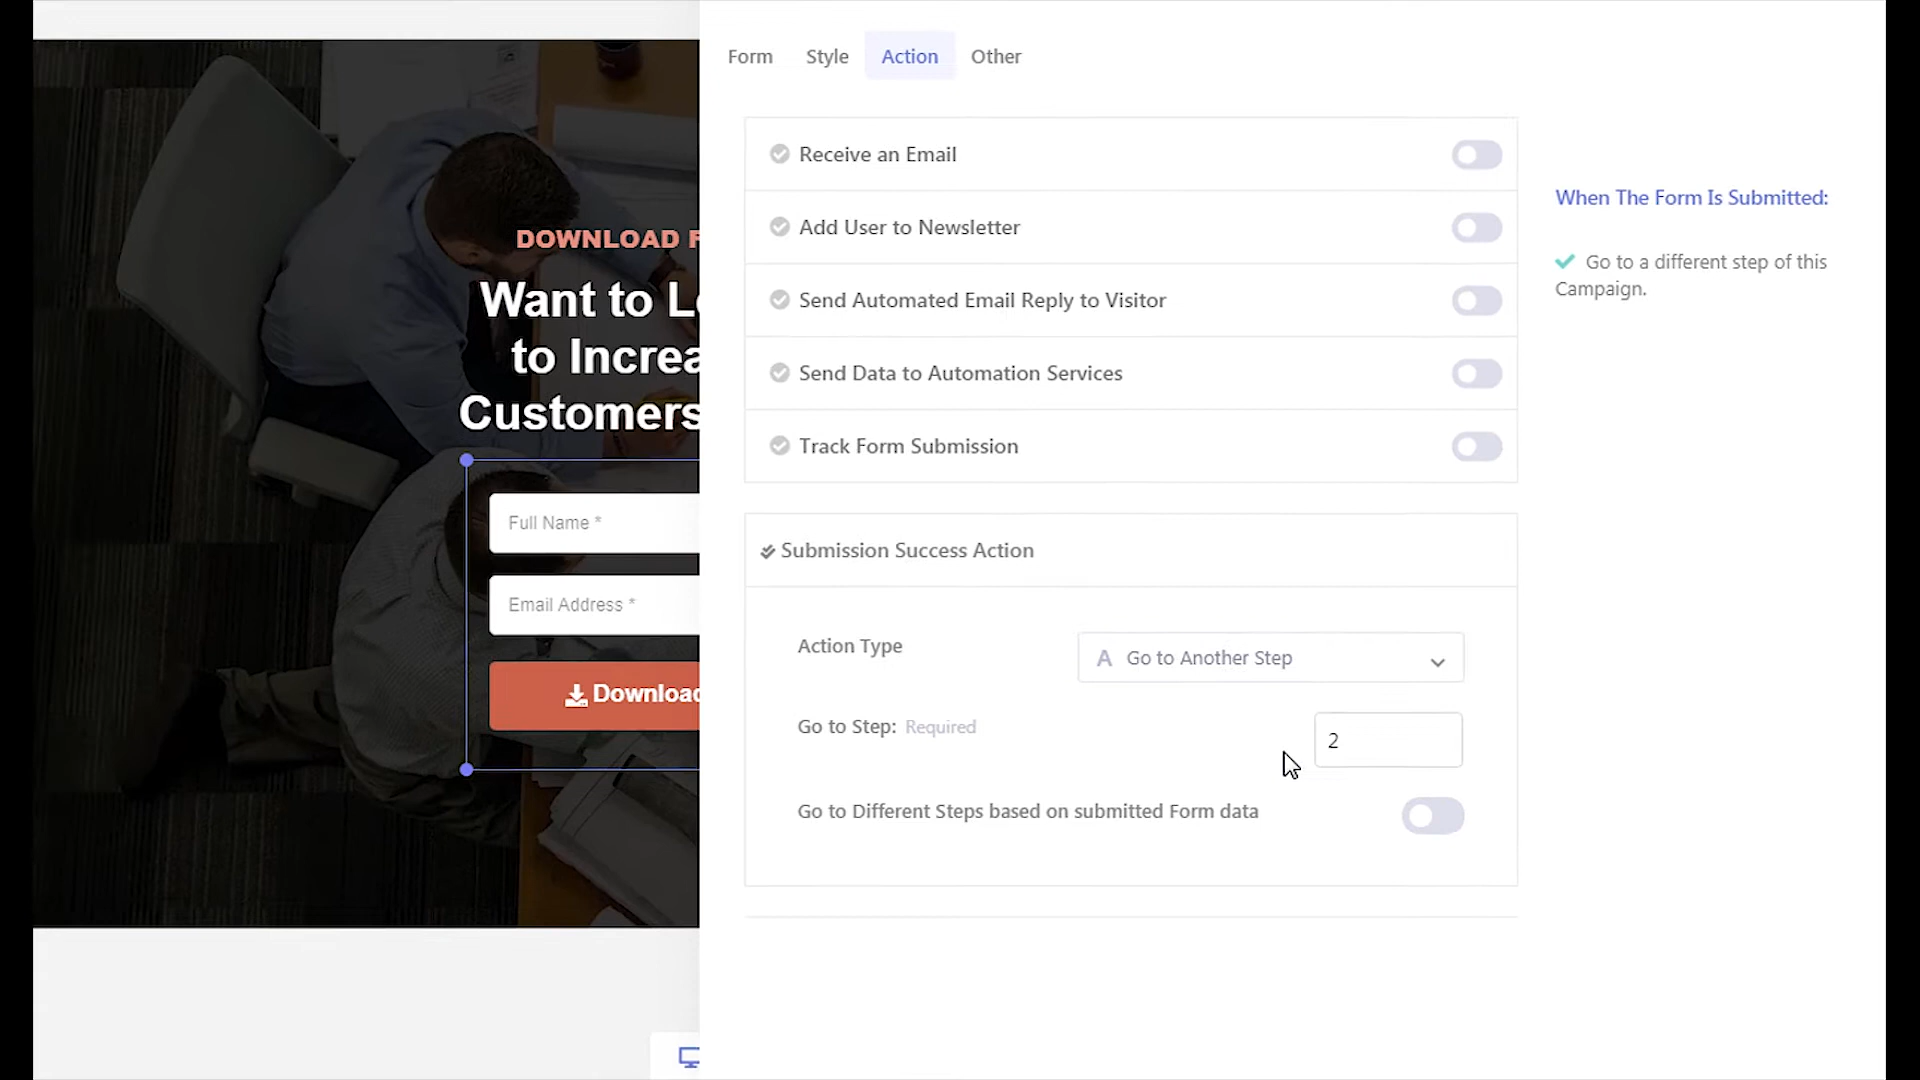 Form Style Action Other
Receive an Email
Add User to Newsletter
When The Form Is Submitted:
Go to a different step of this
Campaign.
Send Automated Email Reply to Visitor
Send Data to Automation Services
Track Form Submission
Submission Success Action
Action Type
A Go to Another Step
Go to Step: Required
2
Go to Different Steps based on submitted Form data
DOWNLOAD
Want to
to
Customers
Full Name *
Email Address *
Download